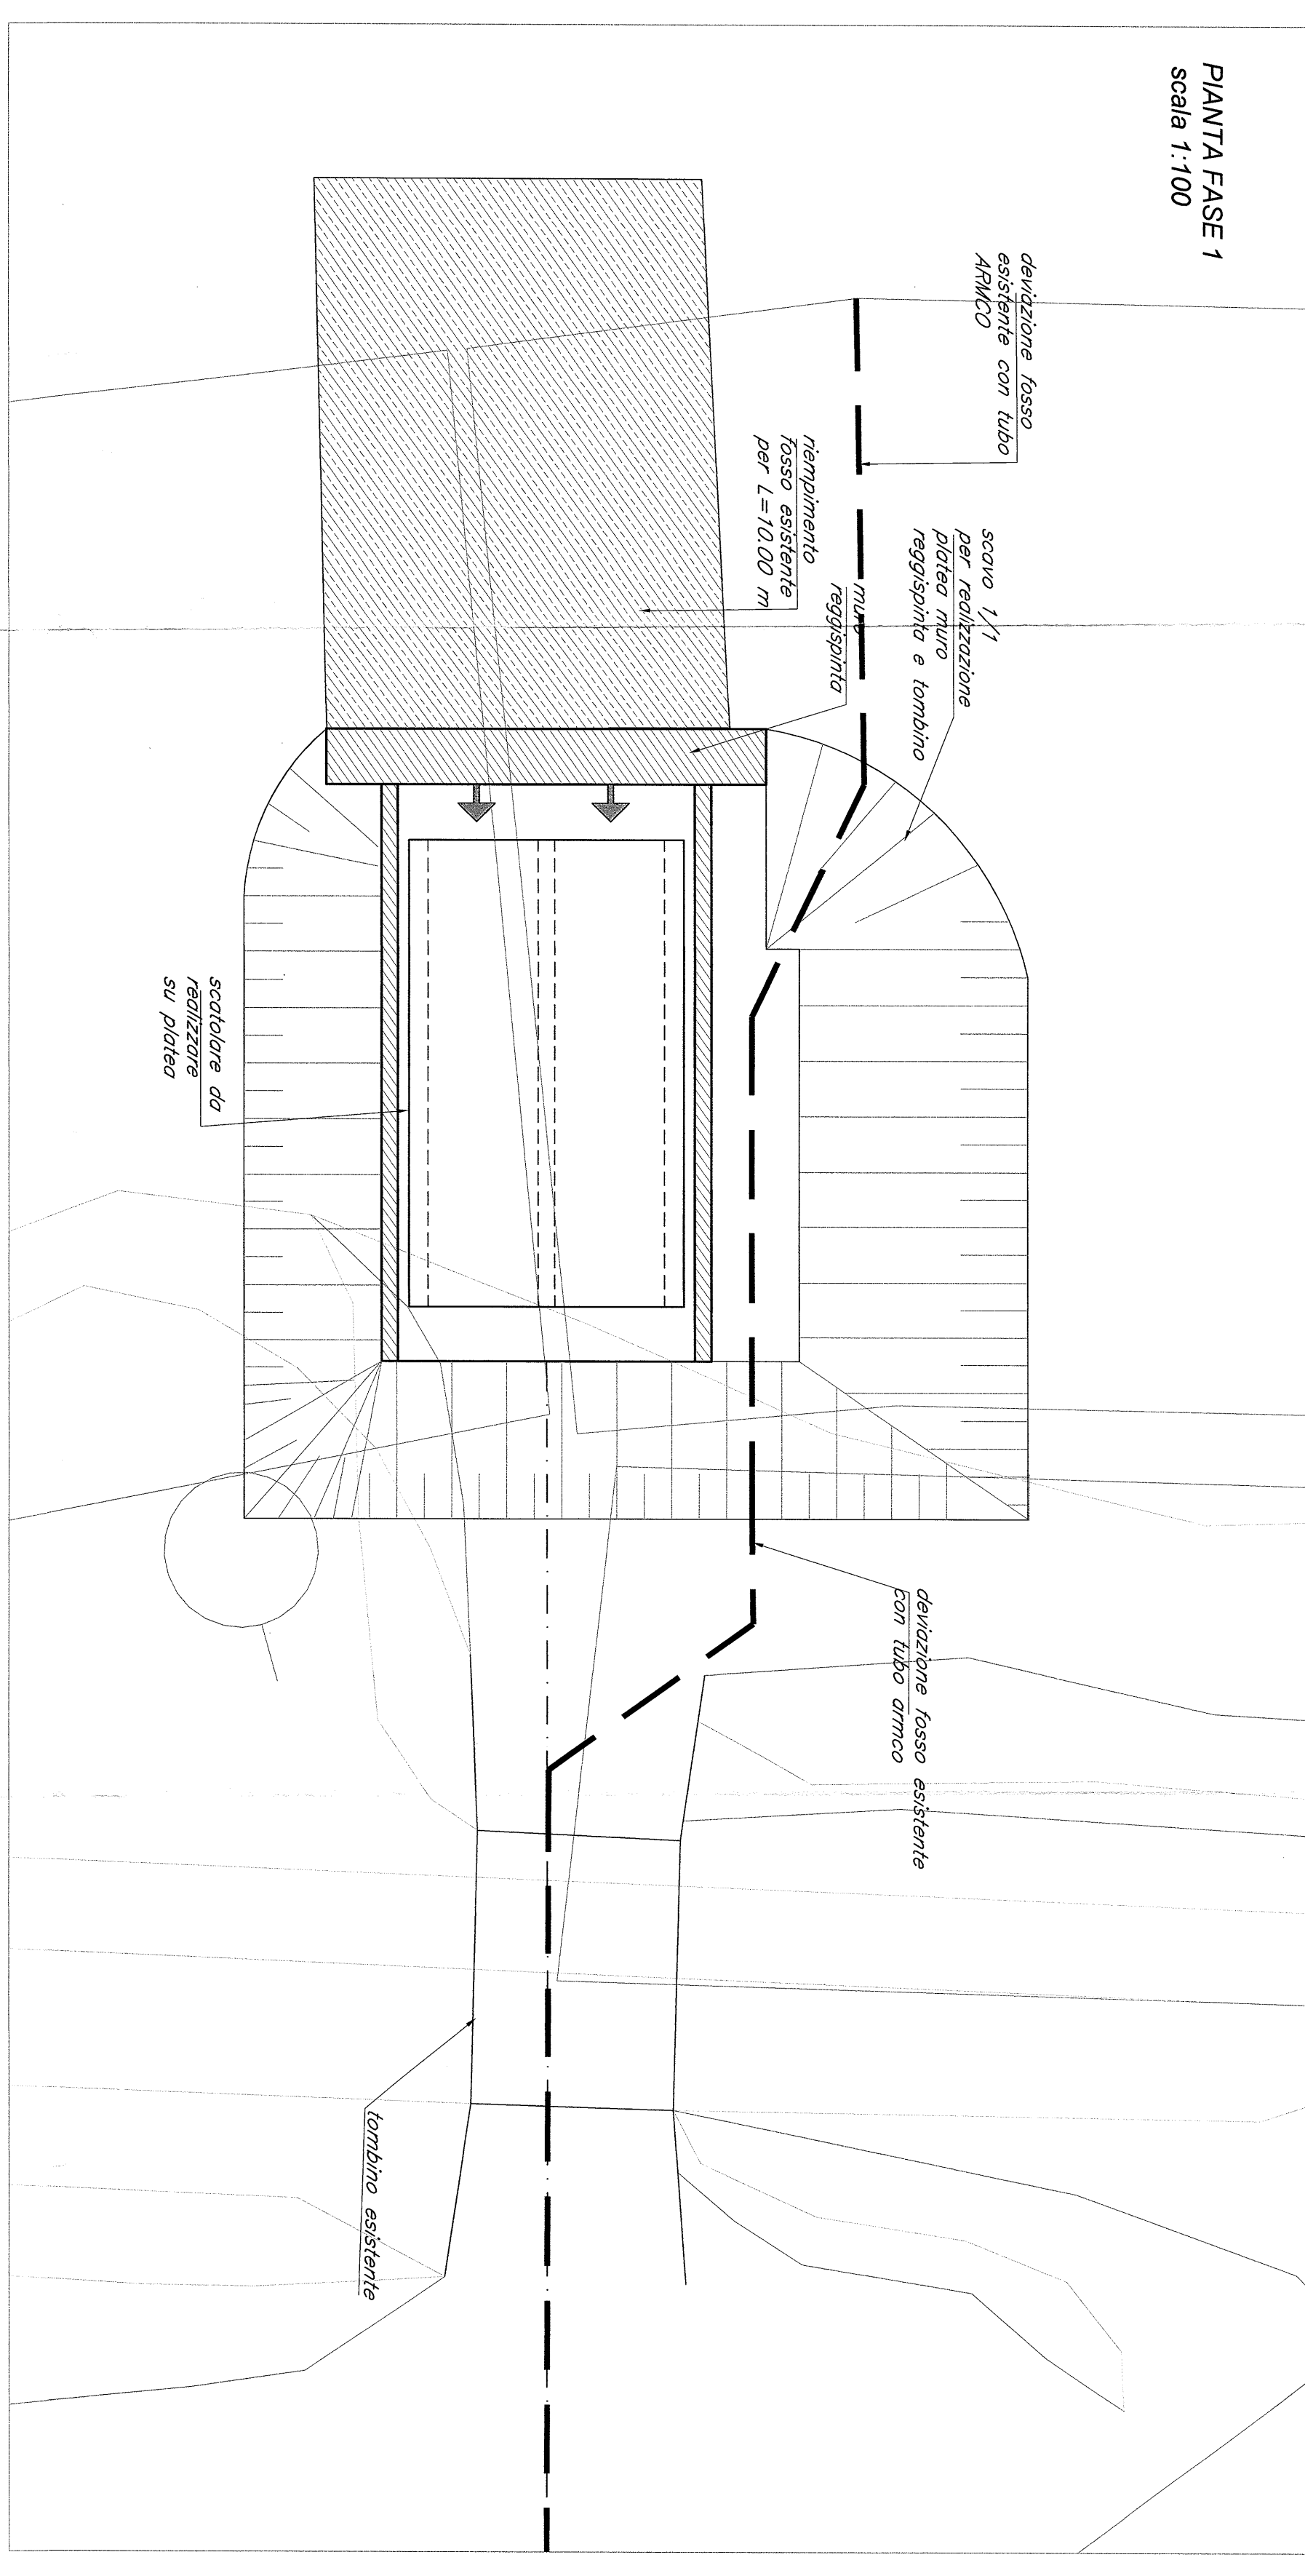 PIANTA FASE 1
scala 1:100
deviazione fosso
esistente con tubo
ARMCO
scavo 1/1
per realizzazione
platea muro
reggispinta e tombino
muro
reggispinta
riempimento
fosso esistente
per L=10.00 m
scatolare da
realizzare
su platea
deviazione fosso esistente
con tubo armco
tombino esistente